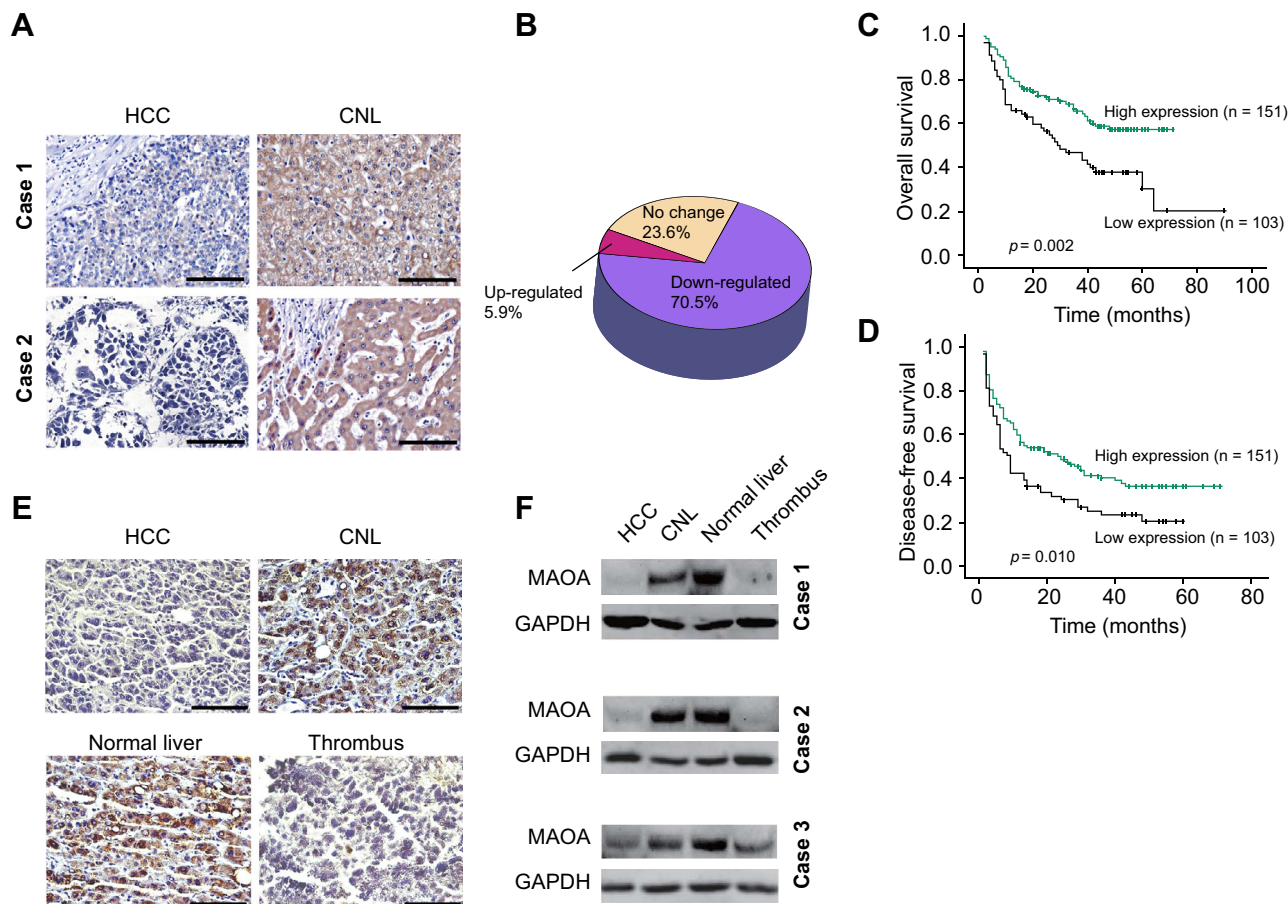 A
HCC
CNL
Case 1
Case 2
B
No change
23.6%
Up-regulated
5.9%
Down-regulated
70.5%
C
Overall survival
1.0
0.8
0.6
0.4
0.2
0.0
High expression (n = 151)
Low expression (n = 103)
p = 0.002
0 20 40 60 80 100
Time (months)
D
Disease-free survival
1.0
0.8
0.6
0.4
0.2
0.0
High expression (n = 151)
Low expression (n = 103)
p = 0.010
0 20 40 60 80
Time (months)
E
HCC
CNL
Normal liver
Thrombus
F
HCC
CNL
Normal liver
Thrombus
MAOA
GAPDH
Case 1
MAOA
GAPDH
Case 2
MAOA
GAPDH
Case 3